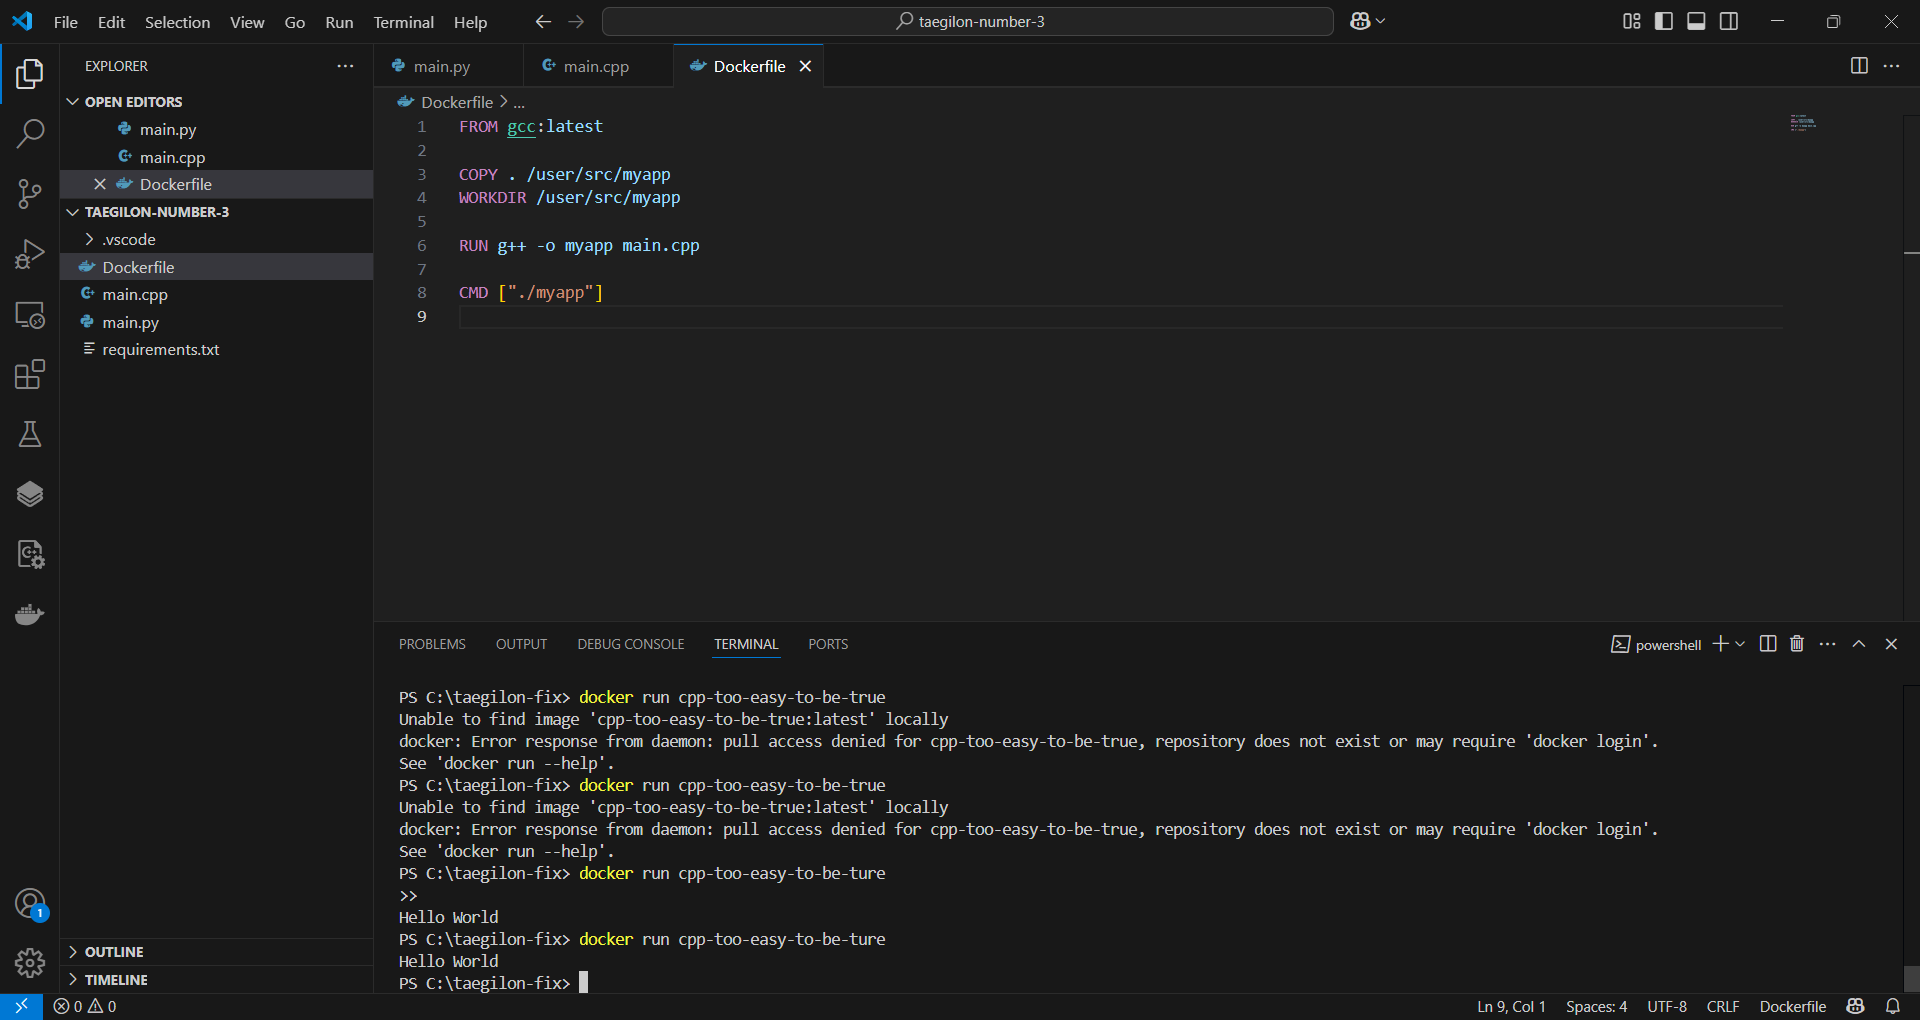 File Edit Selection View Go Run Terminal Help
taegilon-number-3
EXPLORER
OPEN EDITORS
main.py
main.cpp
Dockerfile
TAEGILON-NUMBER-3
.vscode
Dockerfile
main.cpp
main.py
requirements.txt
OUTLINE
TIMELINE
main.py main.cpp Dockerfile
Dockerfile > ...
1 FROM gcc:latest
2
3 COPY . /user/src/myapp
4 WORKDIR /user/src/myapp
5
6 RUN g++ -o myapp main.cpp
7
8 CMD ["./myapp"]
9
PROBLEMS OUTPUT DEBUG CONSOLE TERMINAL PORTS
powershell
PS C:\taegilon-fix> docker run cpp-too-easy-to-be-true
Unable to find image 'cpp-too-easy-to-be-true:latest' locally
docker: Error response from daemon: pull access denied for cpp-too-easy-to-be-true, repository does not exist or may require 'docker login'.
See 'docker run --help'.
PS C:\taegilon-fix> docker run cpp-too-easy-to-be-true
Unable to find image 'cpp-too-easy-to-be-true:latest' locally
docker: Error response from daemon: pull access denied for cpp-too-easy-to-be-true, repository does not exist or may require 'docker login'.
See 'docker run --help'.
PS C:\taegilon-fix> docker run cpp-too-easy-to-be-ture
>>
Hello World
PS C:\taegilon-fix> docker run cpp-too-easy-to-be-ture
Hello World
PS C:\taegilon-fix>
1
0 0
Ln 9, Col 1 Spaces: 4 UTF-8 CRLF Dockerfile